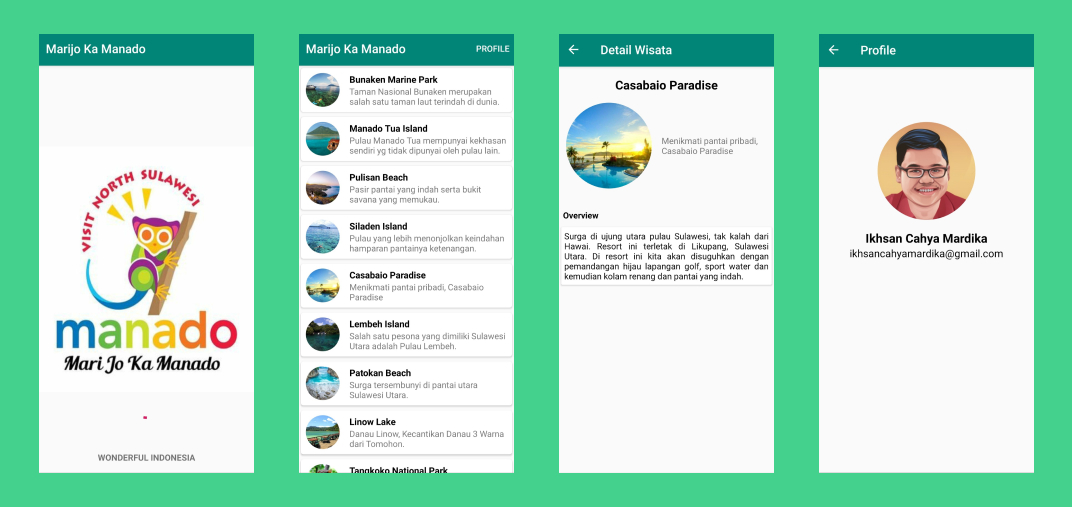 Marijo Ka Manado
VISIT NORTH SULAWESI
manado
Mari Jo Ka Manado
WONDERFUL INDONESIA
Marijo Ka Manado
PROFILE
Bunaken Marine Park
Taman Nasional Bunaken merupakan
salah satu taman laut terindah di dunia.
Manado Tua Island
Pulau Manado Tua mempunyai kekhasan
sendiri yg tidak dipunyai oleh pulau lain.
Pulisan Beach
Pasir pantai yang indah serta bukit
savana yang memukau.
Siladen Island
Pulau yang lebih menonjolkan keindahan
hamparan pantainya ketenangan.
Casabaio Paradise
Menikmati pantai pribadi, Casabaio
Paradise
Lembeh Island
Salah satu pesona yang dimiliki Sulawesi
Utara adalah Pulau Lembeh.
Patokan Beach
Surga tersembunyi di pantai utara
Sulawesi Utara.
Linow Lake
Danau Linow, Kecantikan Danau 3 Warna
dari Tomohon.
Tangkoko National Park
Detail Wisata
Casabaio Paradise
Menikmati pantai pribadi,
Casabaio Paradise
Overview
Surga di ujung utara pulau Sulawesi, tak kalah dari
Hawai. Resort ini terletak di Likupang, Sulawesi
Utara. Di resort ini kita akan disuguhkan dengan
pemandangan hijau lapangan golf, sport water dan
kemudian kolam renang dan pantai yang indah.
Profile
Ikhsan Cahya Mardika
ikhsancahyamardika@gmail.com